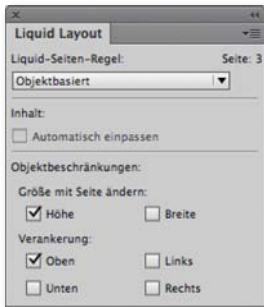 Liquid Layout
Liquid-Seiten-Regel: Seite: 3
Objektbasiert
Inhalt:
Automatisch einpassen
Objektbeschränkungen:
Größe mit Seite ändern:
Höhe Breite
Verankerung:
Oben Links
Unten Rechts